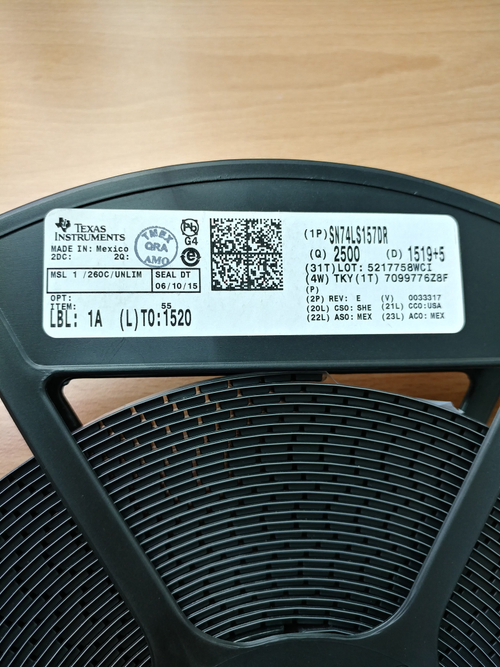 TEXAS
INSTRUMENTS
MADE IN: Mexico
2DC: 2Q:
TMEX
QRA
AMO
Pb
G4
e
MSL 1 /260C/UNLIM
SEAL DT
06/10/15
OPT:
ITEM: 55
LBL: 1A (L)TO:1520
(1P)SN74LS157DR
(Q) 2500 (D) 1519+5
(31T)LOT: 5217758WCI
(4W) TKY(1T) 7099776Z8F
(P)
(2P) REV: E (V) 0033317
(20L) CSO: SHE (21L) CCO:USA
(22L) ASO: MEX (23L) ACO: MEX